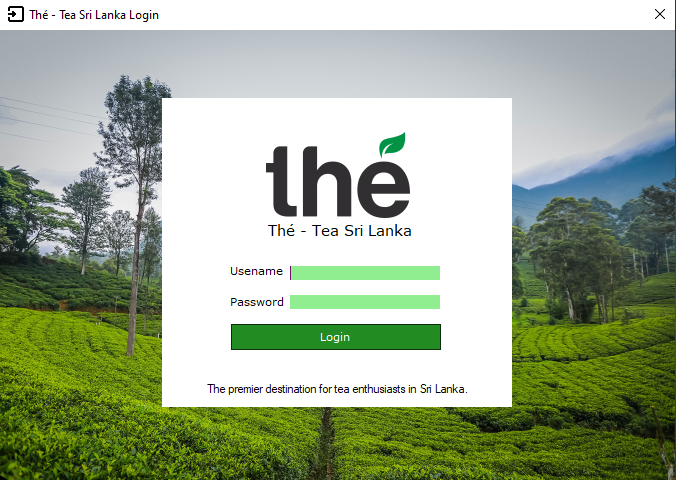 Thé - Tea Sri Lanka Login
thé
Thé - Tea Sri Lanka
Usename
Password
Login
The premier destination for tea enthusiasts in Sri Lanka.